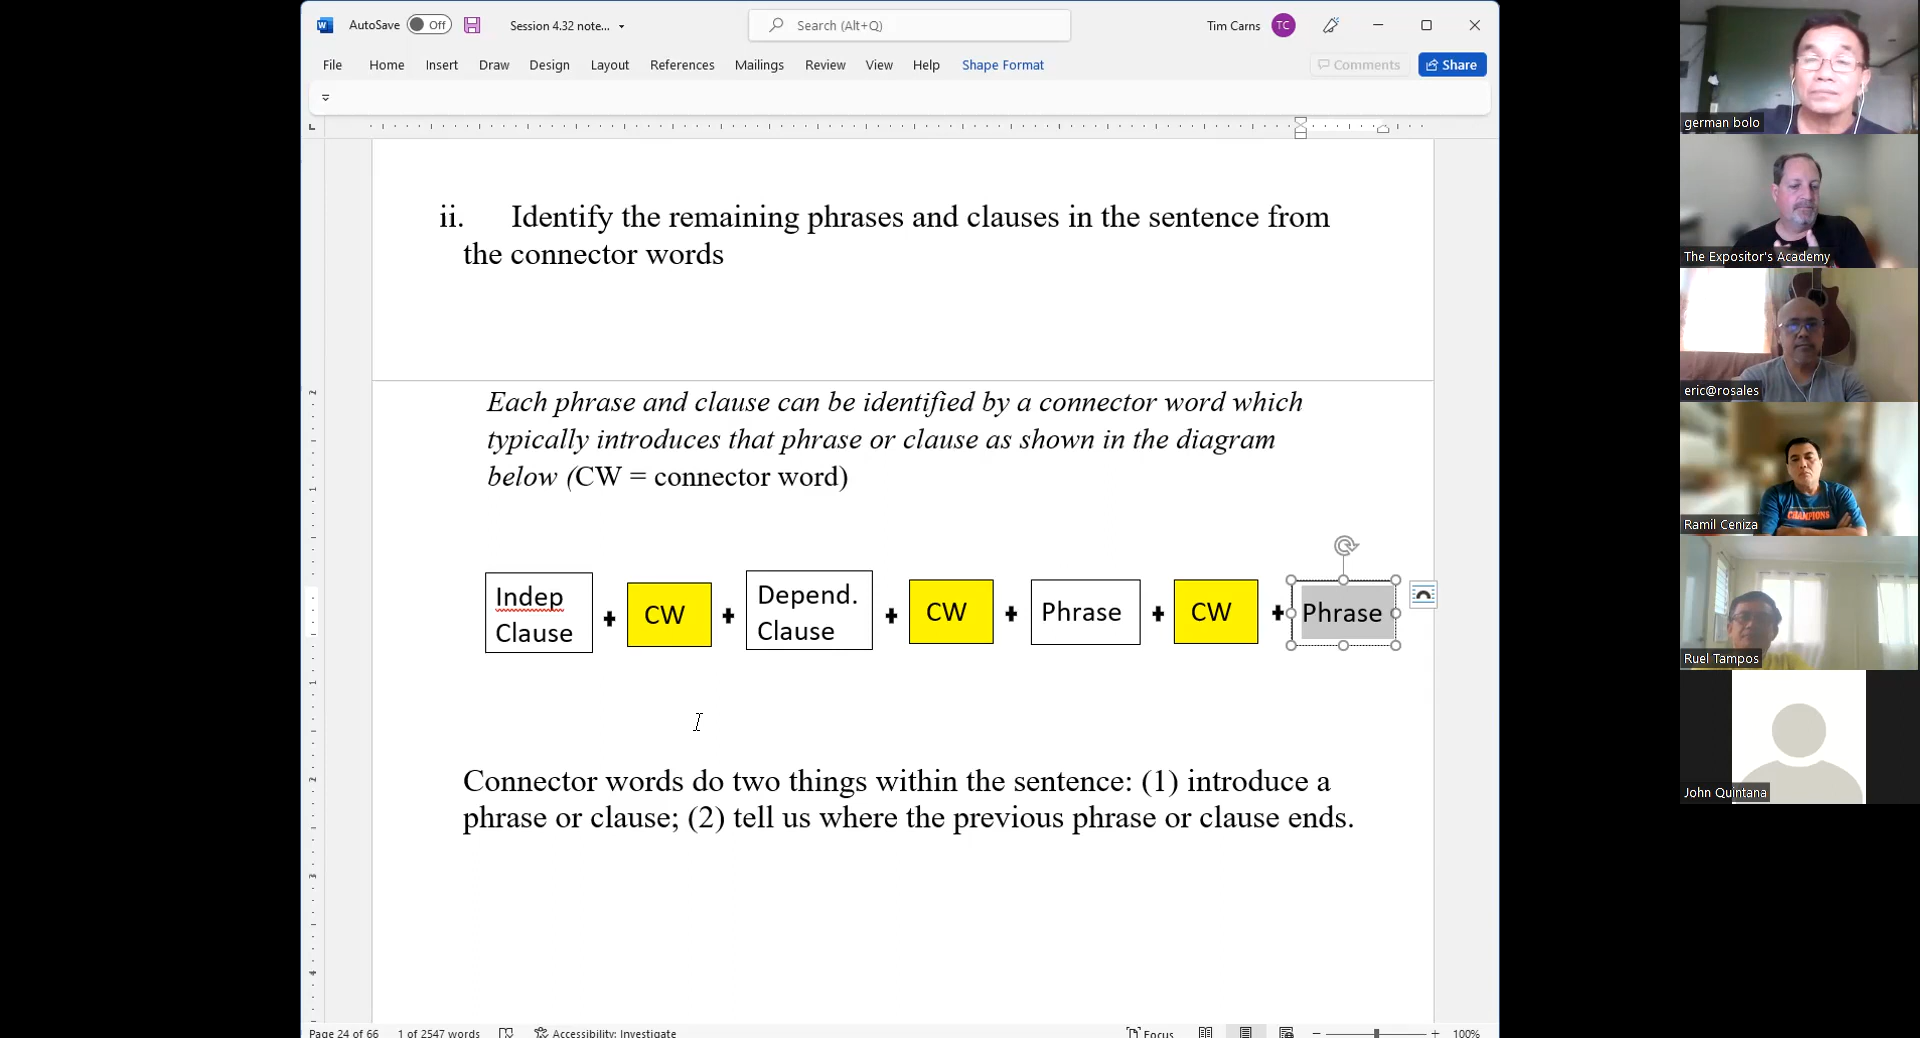 AutoSave Off Session 4.32 note... Search (Alt+Q) Tim Carns TC
File Home Insert Draw Design Layout References Mailings Review View Help Shape Format Comments Share
ii. Identify the remaining phrases and clauses in the sentence from
the connector words
Each phrase and clause can be identified by a connector word which
typically introduces that phrase or clause as shown in the diagram
below (CW = connector word)
Indep
Clause
+
CW
+
Depend.
Clause
+
CW
+
Phrase
+
CW
+
Phrase
Connector words do two things within the sentence: (1) introduce a
phrase or clause; (2) tell us where the previous phrase or clause ends.
Page 24 of 66 1 of 2547 words Accessibility: Investigate Focus 100%
german bolo
The Expositor's Academy
eric@rosales
CHAMPIONS
Ramil Ceniza
Ruel Tampos
John Quintana